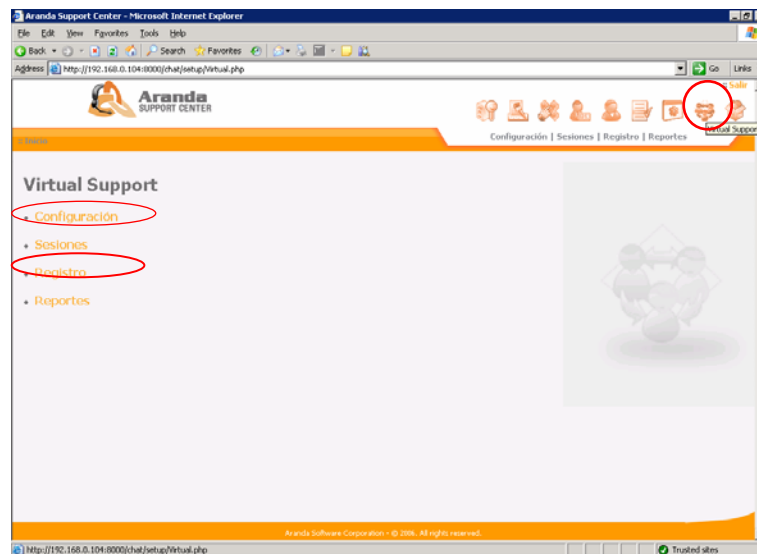 Aranda Support Center - Microsoft Internet Explorer
File Edit View Favorites Tools Help
Back Search Favorites
Address http://192.168.0.104:8000/chat/setup/Virtual.php Go Links
Aranda
SUPPORT CENTER
Salir
Virtual Suppor
Configuración | Sesiones | Registro | Reportes
:: Inicio
Virtual Support
• Configuración
• Sesiones
• Registro
• Reportes
Aranda Software Corporation - © 2006. All rights reserved.
http://192.168.0.104:8000/chat/setup/Virtual.php Trusted sites